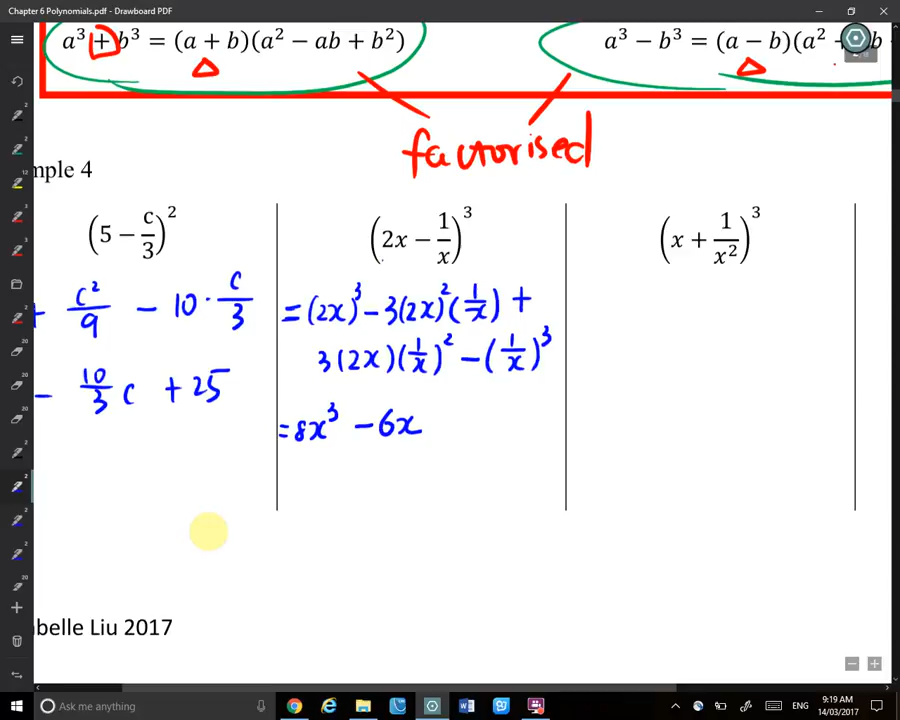 Chapter 6 Polynomials.pdf - Drawboard PDF
a³ + b³ = (a + b)(a² − ab + b²)
a³ − b³ = (a − b)(a²
factorised
mple 4
(5 − c/3)²
(2x − 1/x)³
(x + 1/x²)³
+ c²/9 − 10 · c/3
− 10/3 c + 25
= (2x)³ − 3(2x)²(1/x) +
3(2x)(1/x)² − (1/x)³
= 8x³ − 6x
belle Liu 2017
Ask me anything
ENG
9:19 AM
14/03/2017